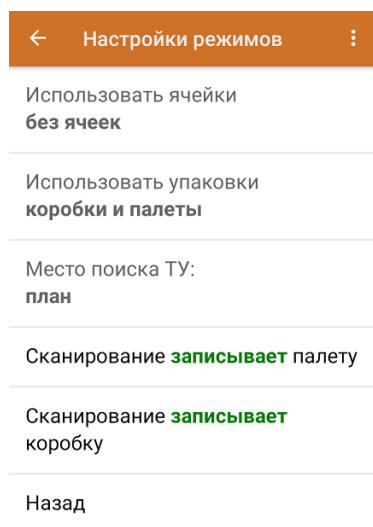 Настройки режимов
Использовать ячейки
без ячеек
Использовать упаковки
коробки и палеты
Место поиска ТУ:
план
Сканирование записывает палету
Сканирование записывает
коробку
Назад